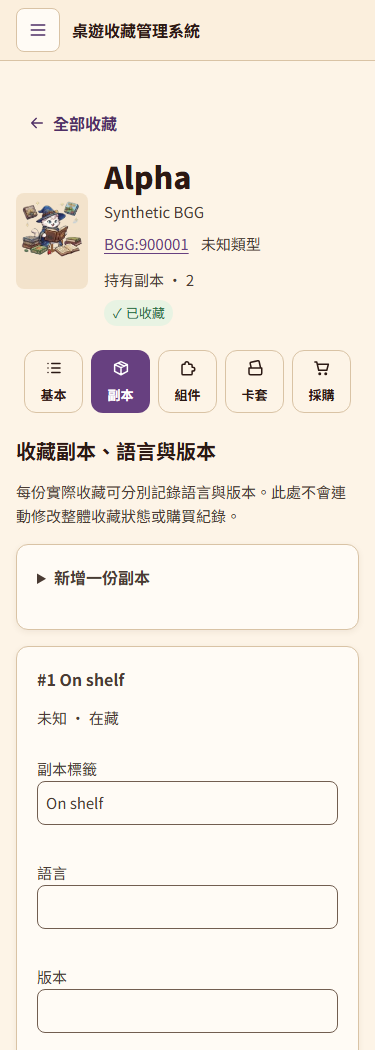 桌遊收藏管理系統
← 全部收藏
Alpha
Synthetic BGG
BGG:900001 未知類型
持有副本 · 2
✓ 已收藏
基本 副本 組件 卡套 採購
收藏副本、語言與版本
每份實際收藏可分別記錄語言與版本。此處不會連
動修改整體收藏狀態或購買紀錄。
▶ 新增一份副本
#1 On shelf
未知 · 在藏
副本標籤
On shelf
語言
版本